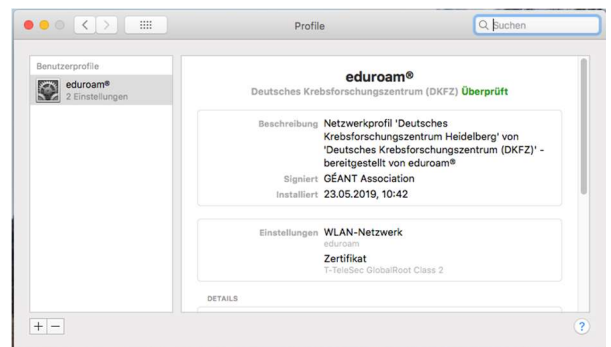 Profile
Suchen
Benutzerprofile
eduroam®
2 Einstellungen
eduroam®
Deutsches Krebsforschungszentrum (DKFZ) Überprüft
Beschreibung Netzwerkprofil 'Deutsches
Krebsforschungszentrum Heidelberg' von
'Deutsches Krebsforschungszentrum (DKFZ)' -
bereitgestellt von eduroam®
Signiert GÉANT Association
Installiert 23.05.2019, 10:42
Einstellungen WLAN-Netzwerk
eduroam
Zertifikat
T-TeleSec GlobalRoot Class 2
DETAILS
+ −
?